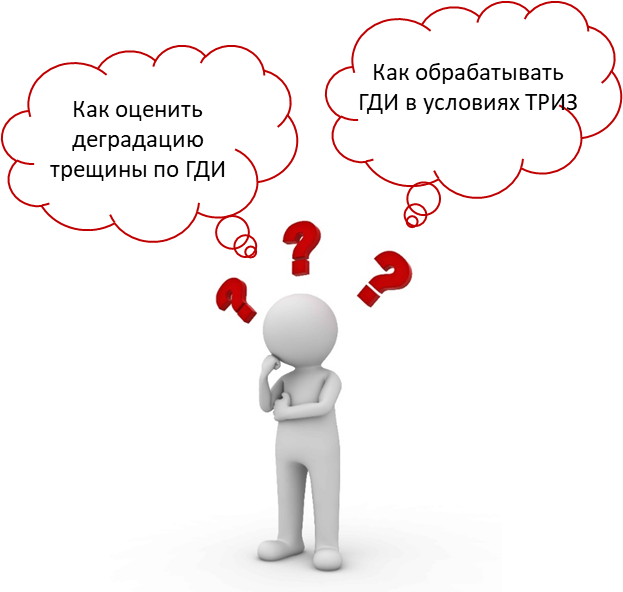 Как оценить
деградацию
трещины по ГДИ
Как обрабатывать
ГДИ в условиях ТРИЗ